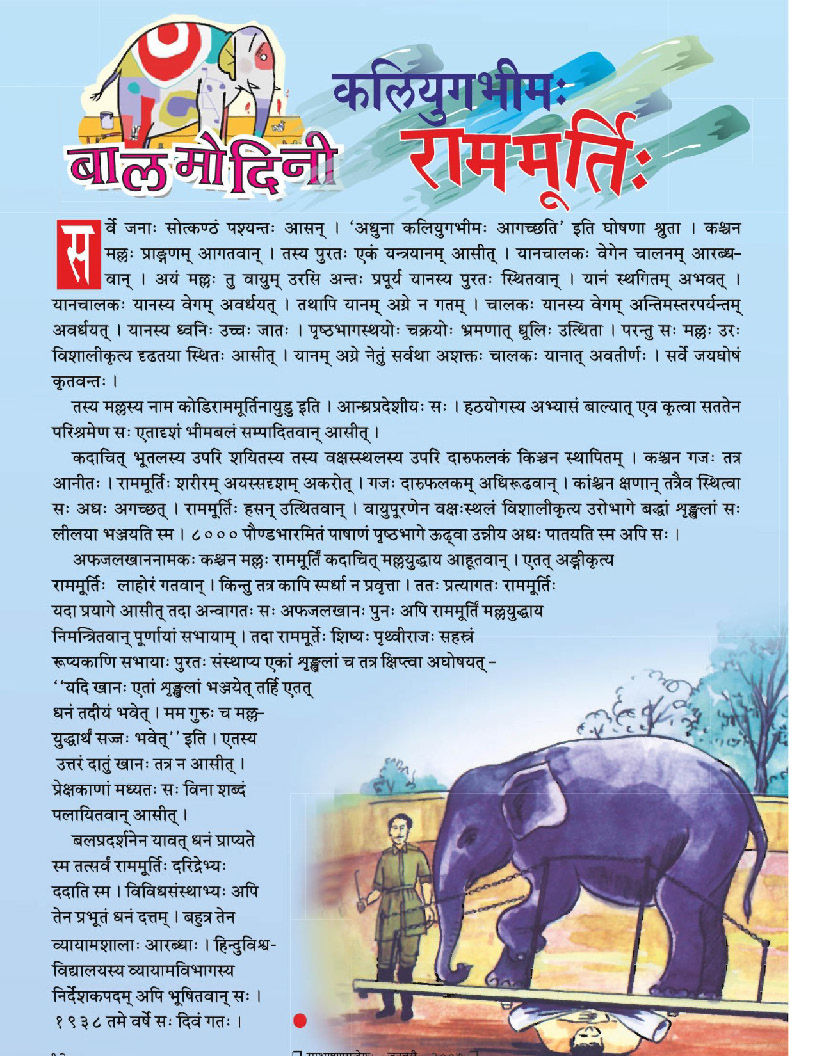 बालमोदिनी
कलियुगभीमः
राममूर्तिः
सर्वे जनाः सोत्कण्ठं पश्यन्तः आसन् । ‘अधुना कलियुगभीमः आगच्छति’ इति घोषणा श्रुता । कश्चन
मल्लः प्राङ्गणम् आगतवान् । तस्य पुरतः एकं यन्त्रयानम् आसीत् । यानचालकः वेगेन चालनम् आरब्ध-
वान् । अयं मल्लः तु वायुम् उरसि अन्तः प्रपूर्य यानस्य पुरतः स्थितवान् । यानं स्थगितम् अभवत् ।
यानचालकः यानस्य वेगम् अवर्धयत् । तथापि यानम् अग्रे न गतम् । चालकः यानस्य वेगम् अन्तिमस्तरपर्यन्तम्
अवर्धयत् । यानस्य ध्वनिः उच्चः जातः । पृष्ठभागस्थयोः चक्रयोः भ्रमणात् धूलिः उत्थिता । परन्तु सः मल्लः उरः
विशालीकृत्य दृढतया स्थितः आसीत् । यानम् अग्रे नेतुं सर्वथा अशक्तः चालकः यानात् अवतीर्णः । सर्वे जयघोषं
कृतवन्तः ।
तस्य मल्लस्य नाम कोडिराममूर्तिनायुडु इति । आन्ध्रप्रदेशीयः सः । हठयोगस्य अभ्यासं बाल्यात् एव कृत्वा सततेन
परिश्रमेण सः एतादृशं भीमबलं सम्पादितवान् आसीत् ।
कदाचित् भूतलस्य उपरि शयितस्य तस्य वक्षस्स्थलस्य उपरि दारुफलकं किञ्चन स्थापितम् । कश्चन गजः तत्र
आनीतः । राममूर्तिः शरीरम् अयस्सदृशम् अकरोत् । गजः दारुफलकम् अधिरूढवान् । कांश्चन क्षणान् तत्रैव स्थित्वा
सः अधः अगच्छत् । राममूर्तिः हसन् उत्थितवान् । वायुपूरणेन वक्षःस्थलं विशालीकृत्य उरोभागे बद्धां शृङ्खलां सः
लीलया भञ्जयति स्म । ८००० पौण्डभारमितं पाषाणं पृष्ठभागे ऊढ्वा उन्नीय अधः पातयति स्म अपि सः ।
अफजलखाननामकः कश्चन मल्लः राममूर्तिं कदाचित् मल्लयुद्धाय आहूतवान् । एतत् अङ्गीकृत्य
राममूर्तिः लाहोरं गतवान् । किन्तु तत्र कापि स्पर्धा न प्रवृत्ता । ततः प्रत्यागतः राममूर्तिः
यदा प्रयागे आसीत् तदा अन्वागतः सः अफजलखानः पुनः अपि राममूर्तिं मल्लयुद्धाय
निमन्त्रितवान् पूर्णायां सभायाम् । तदा राममूर्तेः शिष्यः पृथ्वीराजः सहस्रं
रूप्यकाणि सभायाः पुरतः संस्थाप्य एकां शृङ्खलां च तत्र क्षिप्त्वा अघोषयत् –
‘‘यदि खानः एतां शृङ्खलां भञ्जयेत् तर्हि एतत्
धनं तदीयं भवेत् । मम गुरुः च मल्ल-
युद्धार्थं सज्जः भवेत्’’ इति । एतस्य
उत्तरं दातुं खानः तत्र न आसीत् ।
प्रेक्षकाणां मध्यतः सः विना शब्दं
पलायितवान् आसीत् ।
बलप्रदर्शनेन यावत् धनं प्राप्यते
स्म तत्सर्वं राममूर्तिः दरिद्रेभ्यः
ददाति स्म । विविधसंस्थाभ्यः अपि
तेन प्रभूतं धनं दत्तम् । बहुत्र तेन
व्यायामशालाः आरब्धाः । हिन्दुविश्व-
विद्यालयस्य व्यायामविभागस्य
निर्देशकपदम् अपि भूषितवान् सः ।
१९३८ तमे वर्षे सः दिवं गतः ।